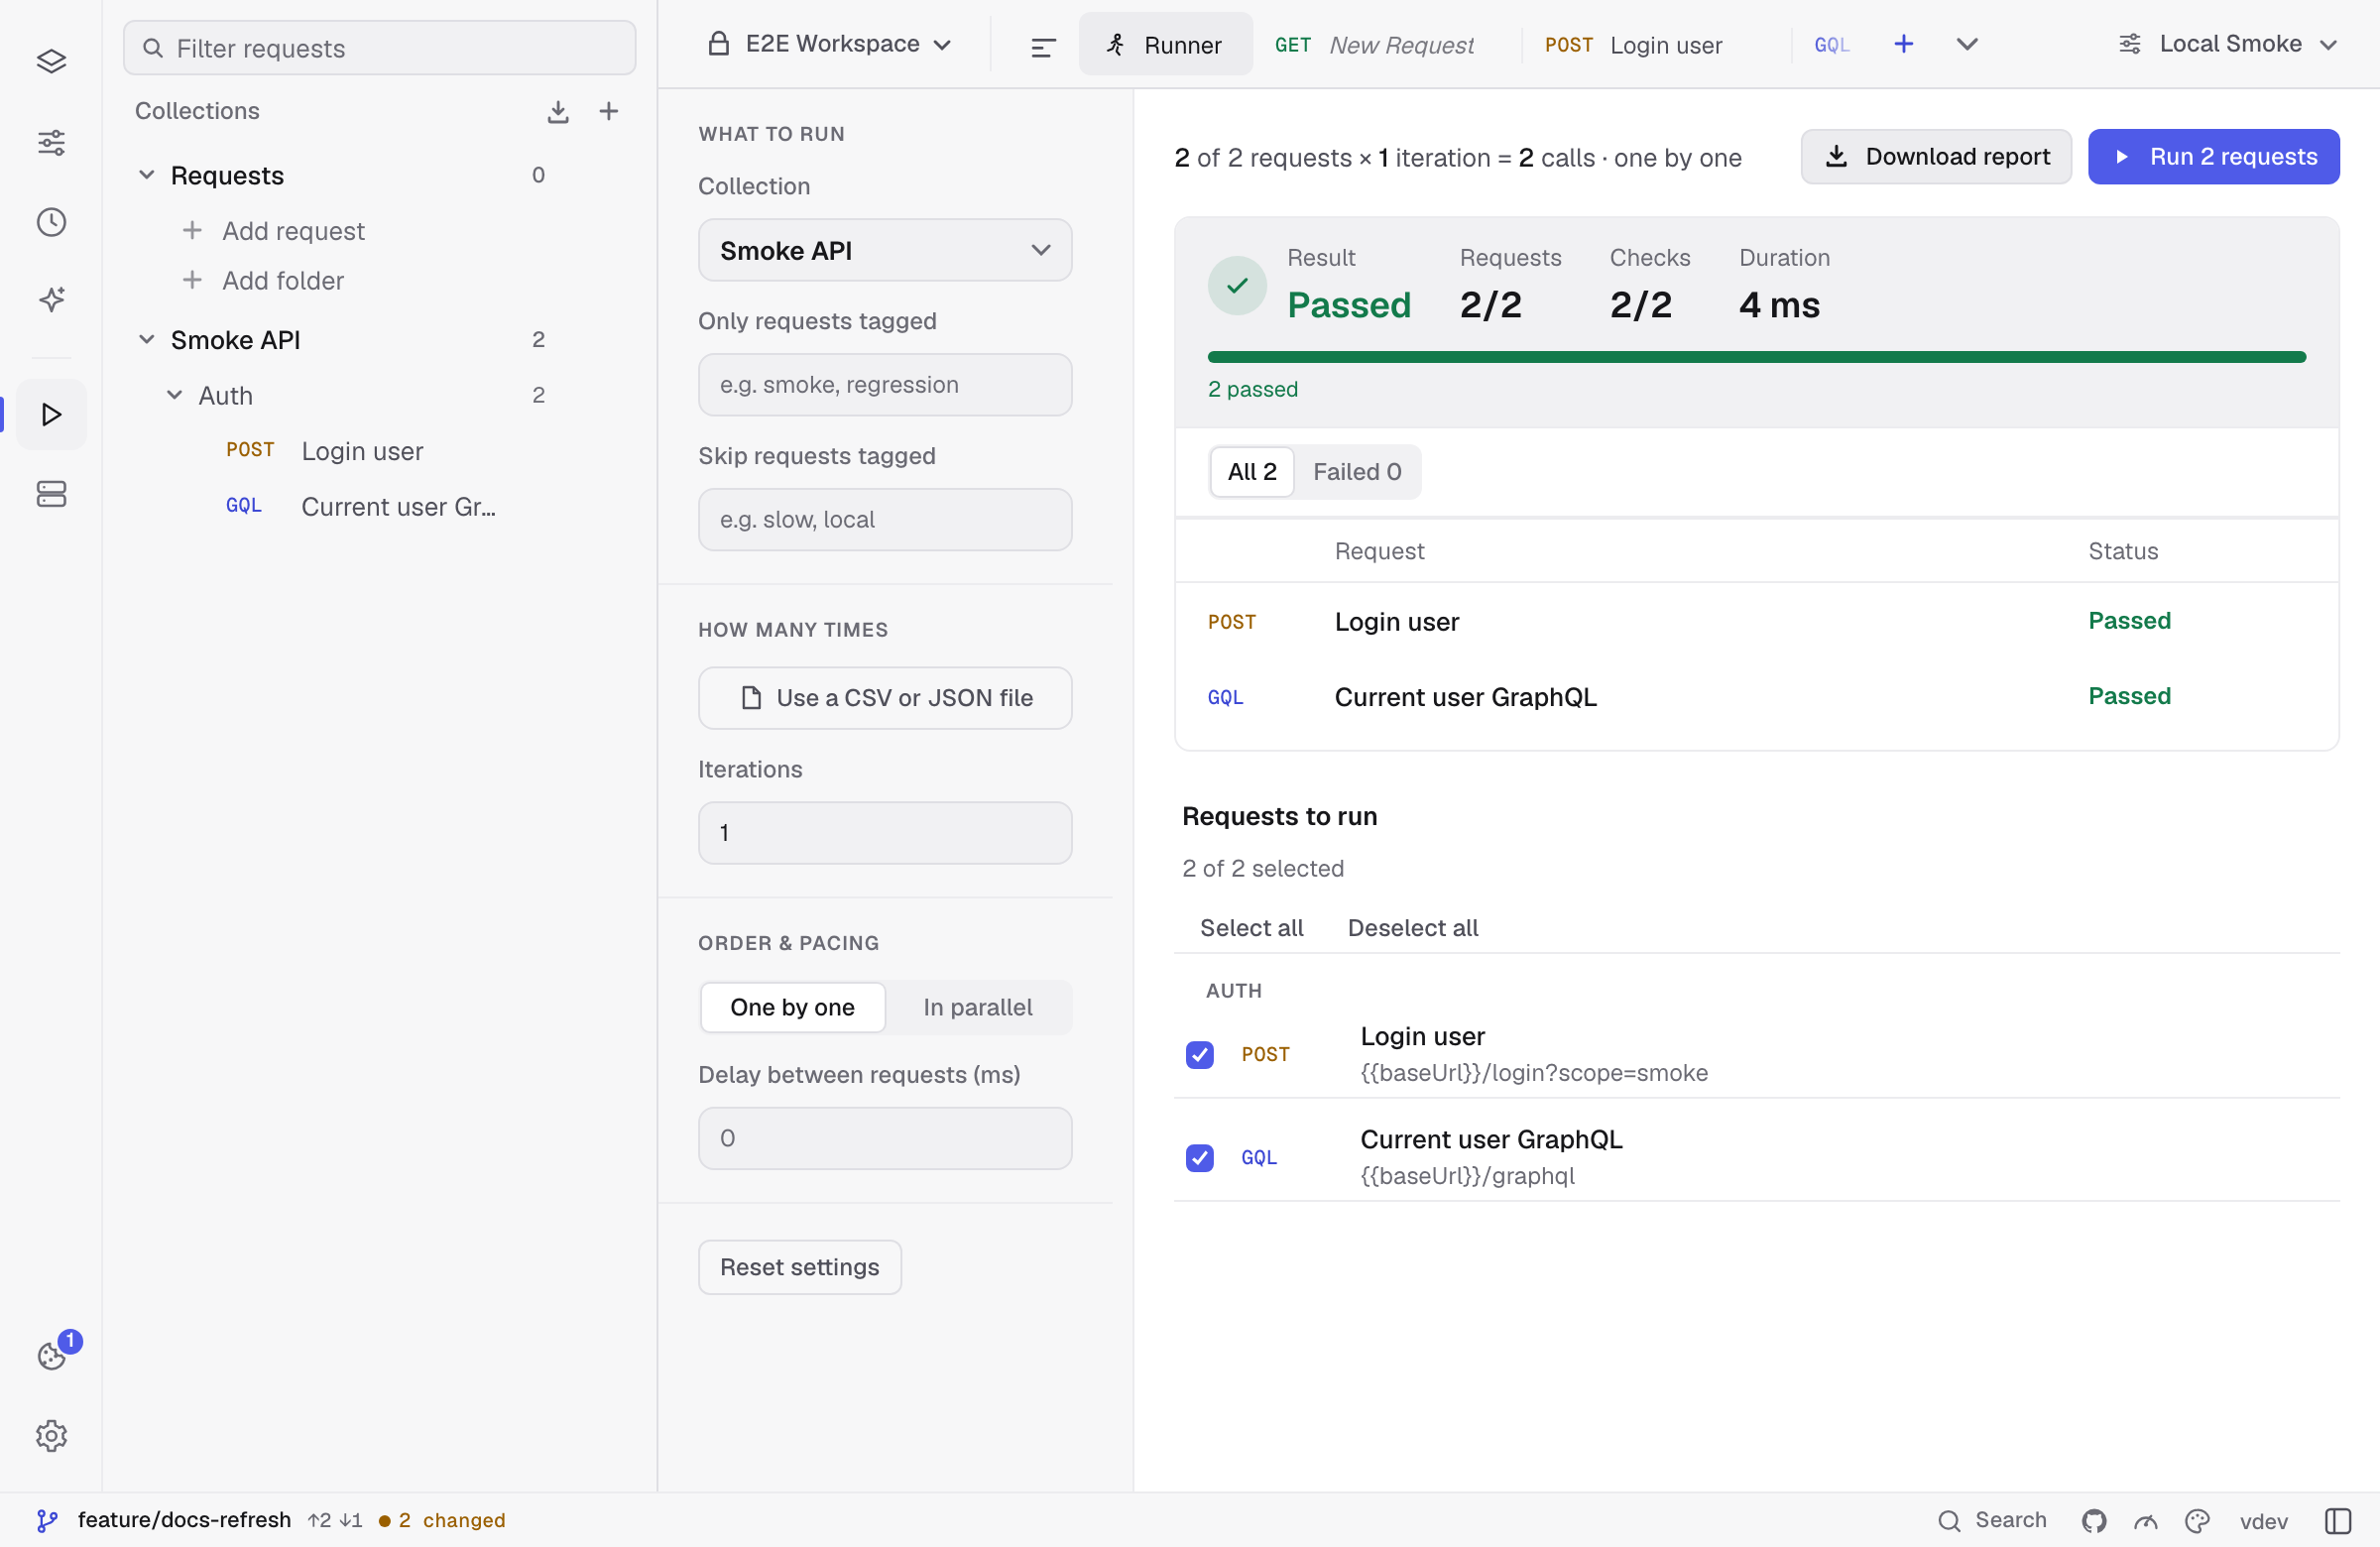 Filter requests
Collections
Requests 0
Add request
Add folder
Smoke API 2
Auth 2
POST Login user
GQL Current user Gr...
1
E2E Workspace
Runner
GET New Request
POST Login user
GQL
Local Smoke
WHAT TO RUN
Collection
Smoke API
Only requests tagged
e.g. smoke, regression
Skip requests tagged
e.g. slow, local
HOW MANY TIMES
Use a CSV or JSON file
Iterations
1
ORDER & PACING
One by one In parallel
Delay between requests (ms)
0
Reset settings
2 of 2 requests × 1 iteration = 2 calls · one by one
Download report
Run 2 requests
Result Requests Checks Duration
Passed 2/2 2/2 4 ms
2 passed
All 2 Failed 0
Request Status
POST Login user Passed
GQL Current user GraphQL Passed
Requests to run
2 of 2 selected
Select all Deselect all
AUTH
POST Login user
{{baseUrl}}/login?scope=smoke
GQL Current user GraphQL
{{baseUrl}}/graphql
feature/docs-refresh ↑2 ↓1 2 changed
Search
vdev